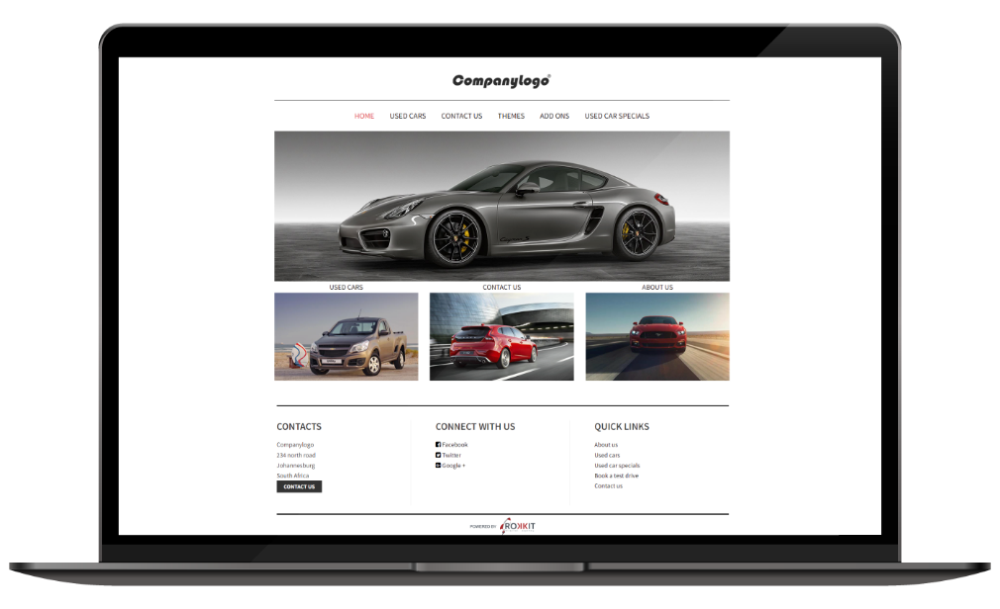 Companylogo®
HOME USED CARS CONTACT US THEMES ADD ONS USED CAR SPECIALS
Cayman S
USED CARS CONTACT US ABOUT US
CONTACTS
Companylogo
234 north road
Johannesburg
South Africa
CONTACT US
CONNECT WITH US
Facebook
Twitter
Google +
QUICK LINKS
About us
Used cars
Used car specials
Book a test drive
Contact us
POWERED BY ROKKIT